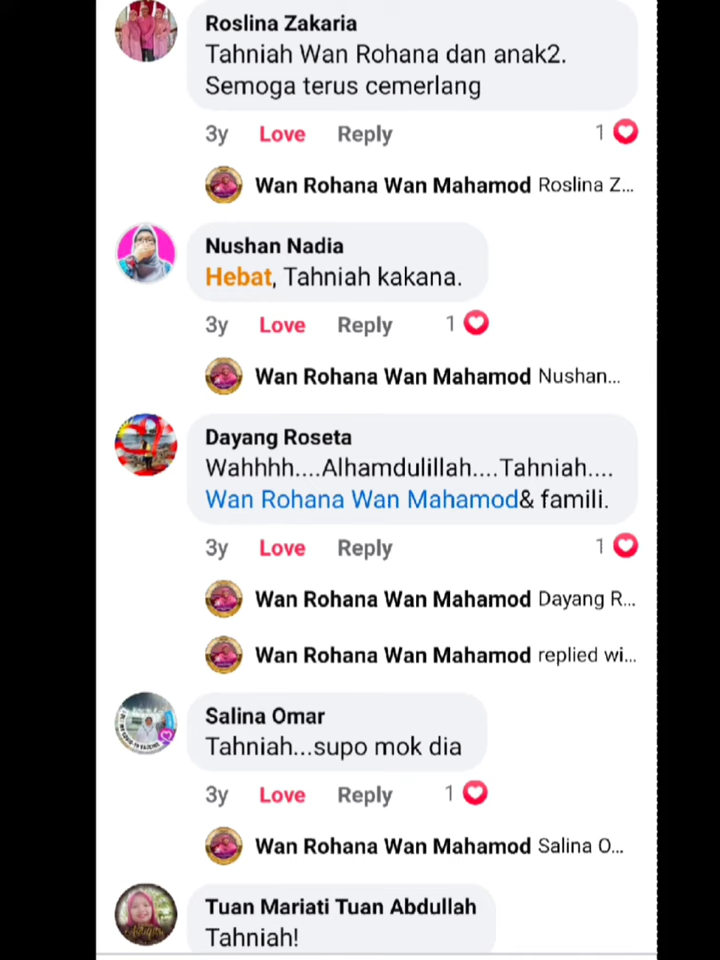 Roslina Zakaria
Tahniah Wan Rohana dan anak2.
Semoga terus cemerlang
3y Love Reply 1
Wan Rohana Wan Mahamod Roslina Z...
Nushan Nadia
Hebat, Tahniah kakana.
3y Love Reply 1
Wan Rohana Wan Mahamod Nushan...
Dayang Roseta
Wahhhh....Alhamdulillah....Tahniah....
Wan Rohana Wan Mahamod& famili.
3y Love Reply 1
Wan Rohana Wan Mahamod Dayang R...
Wan Rohana Wan Mahamod replied wi...
Salina Omar
Tahniah...supo mok dia
3y Love Reply 1
Wan Rohana Wan Mahamod Salina O...
Tuan Mariati Tuan Abdullah
Tahniah!